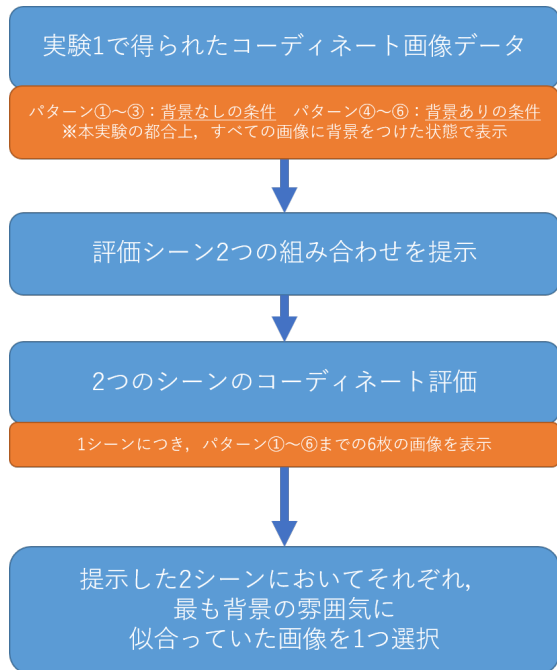 実験1で得られたコーディネート画像データ
パターン①～③：背景なしの条件　パターン④～⑥：背景ありの条件
※本実験の都合上，すべての画像に背景をつけた状態で表示
評価シーン2つの組み合わせを提示
2つのシーンのコーディネート評価
1シーンにつき，パターン①～⑥までの6枚の画像を表示
提示した2シーンにおいてそれぞれ，
最も背景の雰囲気に
似合っていた画像を1つ選択